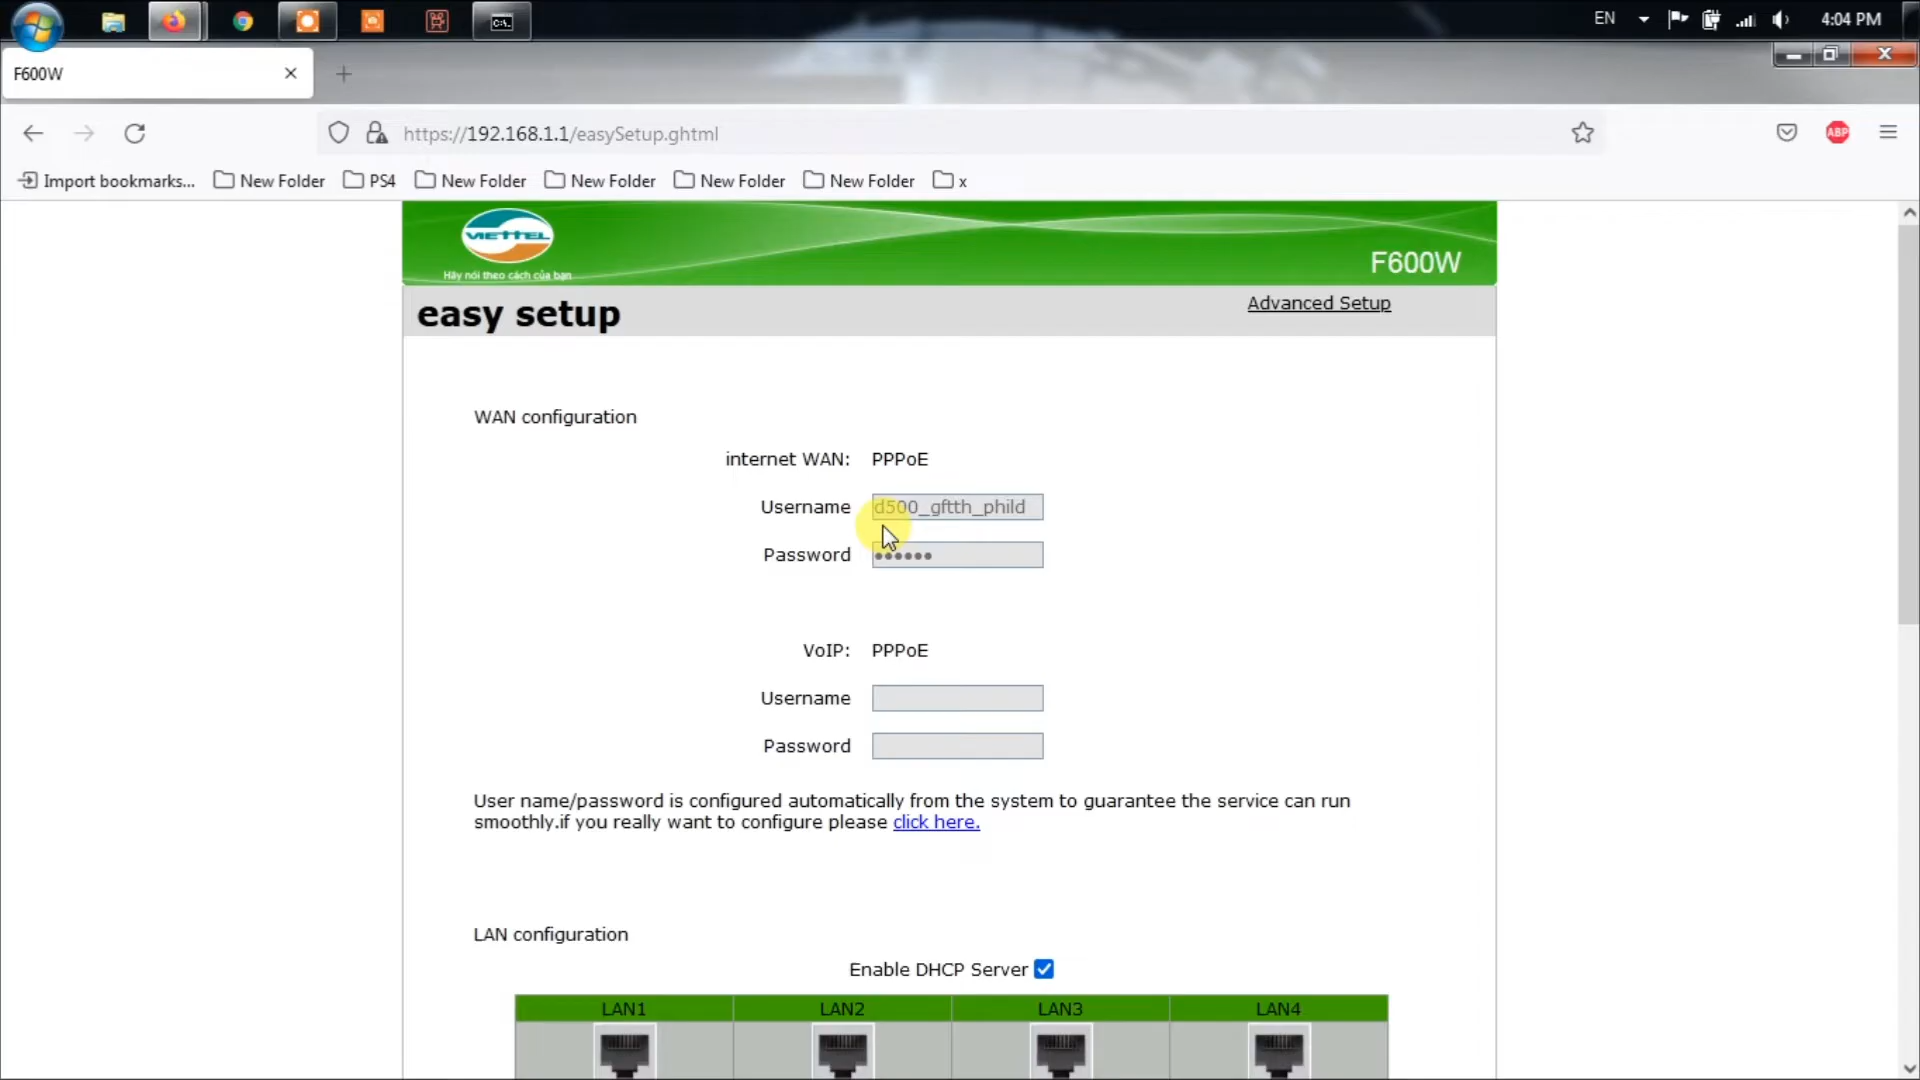 EN
4:04 PM
F600W
https://192.168.1.1/easySetup.ghtml
ABP
Import bookmarks...
New Folder
PS4
New Folder
New Folder
New Folder
New Folder
x
VIETTEL
Hãy nói theo cách của bạn
F600W
easy setup
Advanced Setup
WAN configuration
internet WAN: PPPoE
Username d500_gftth_phild
Password ••••••
VoIP: PPPoE
Username
Password
User name/password is configured automatically from the system to guarantee the service can run
smoothly.if you really want to configure please click here.
LAN configuration
Enable DHCP Server
LAN1 LAN2 LAN3 LAN4